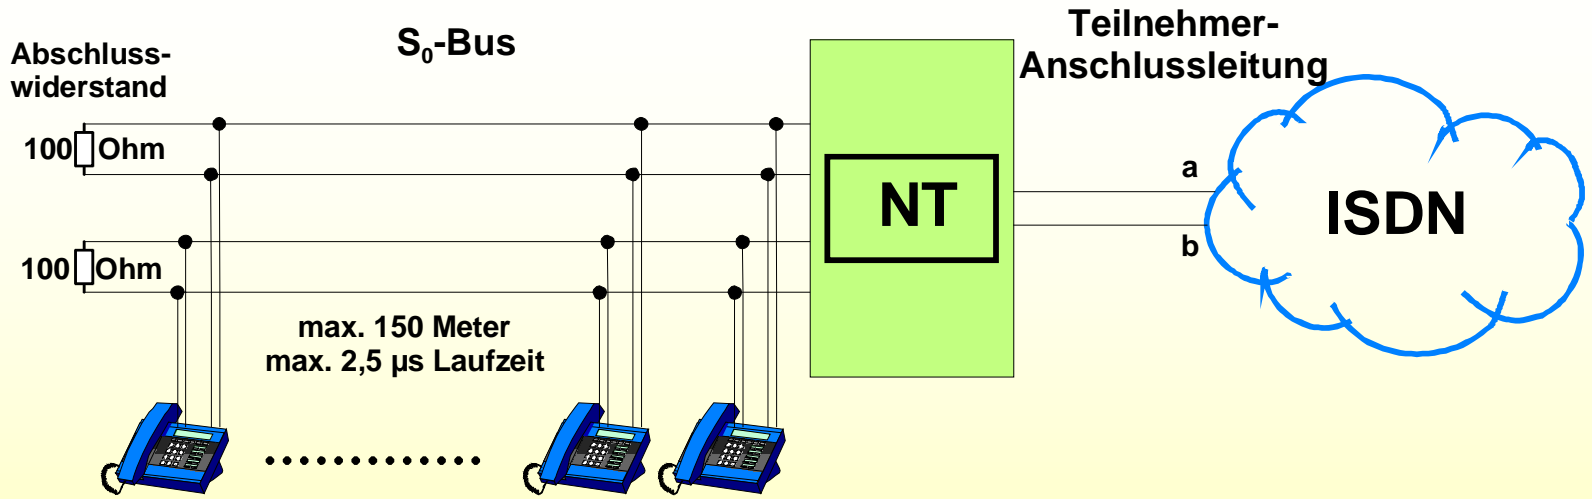 Abschluss-
widerstand
S0-Bus
Teilnehmer-
Anschlussleitung
100 Ohm
100 Ohm
max. 150 Meter
max. 2,5 µs Laufzeit
NT
a
b
ISDN